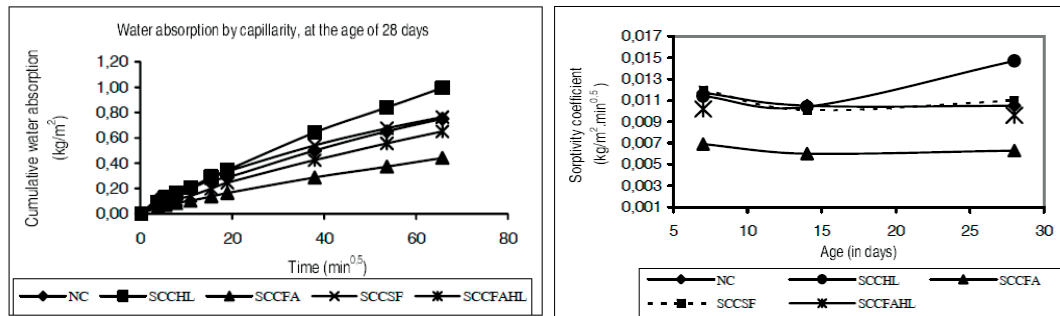 Water absorption by capillarity, at the age of 28 days
Cumulative water absorption
(kg/m²)
1,20
1,00
0,80
0,60
0,40
0,20
0,00
0 20 40 60 80
Time (min^0.5)
NC SCCHL SCCFA SCCSF SCCFAHL
Sorptivity coefficient
(kg/m².min^0.5)
0,017
0,015
0,013
0,011
0,009
0,007
0,005
0,003
0,001
5 10 15 20 25 30
Age (in days)
NC SCCHL SCCFA
SCCSF SCCFAHL